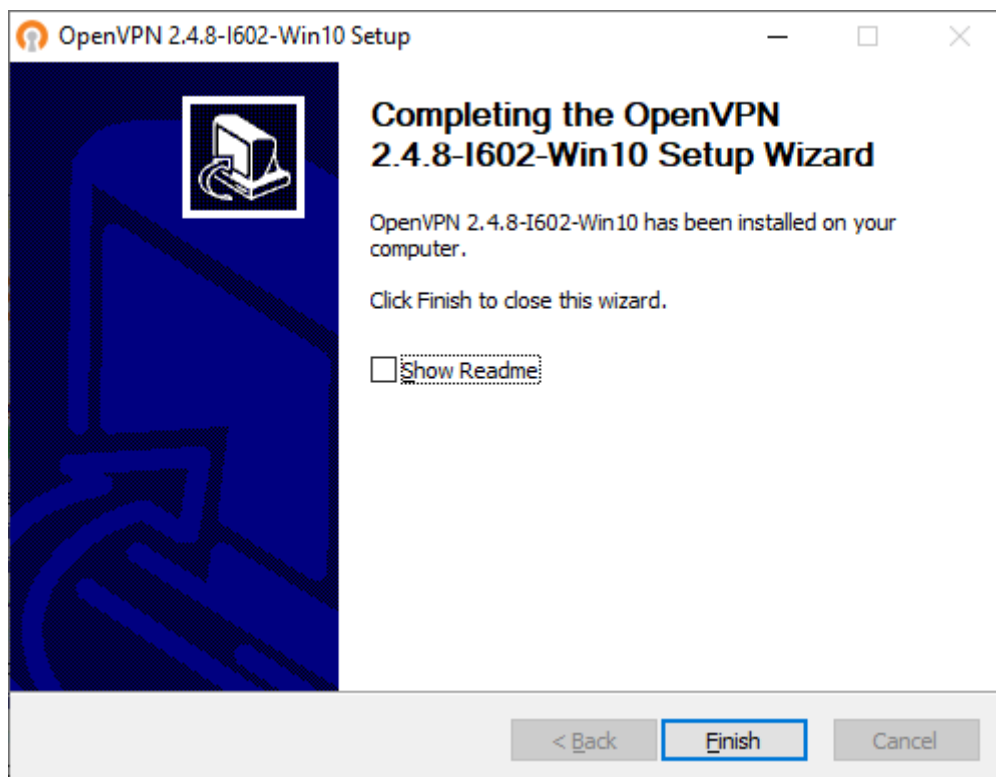 OpenVPN 2.4.8-I602-Win10 Setup
Completing the OpenVPN
2.4.8-I602-Win10 Setup Wizard
OpenVPN 2.4.8-I602-Win10 has been installed on your
computer.
Click Finish to close this wizard.
Show Readme
< Back
Finish
Cancel